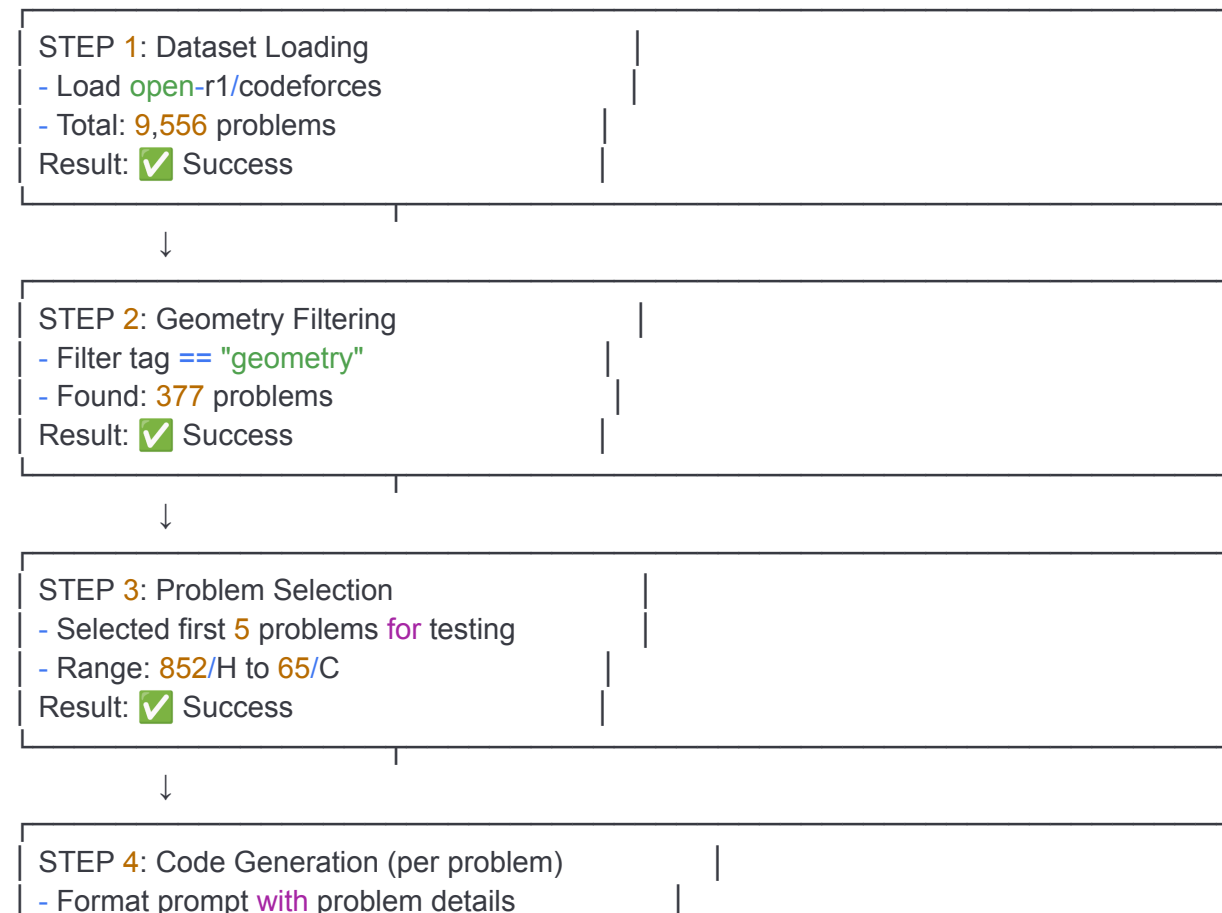 STEP 1: Dataset Loading
- Load open-r1/codeforces
- Total: 9,556 problems
Result: ✅ Success
↓
STEP 2: Geometry Filtering
- Filter tag == "geometry"
- Found: 377 problems
Result: ✅ Success
↓
STEP 3: Problem Selection
- Selected first 5 problems for testing
- Range: 852/H to 65/C
Result: ✅ Success
↓
STEP 4: Code Generation (per problem)
- Format prompt with problem details